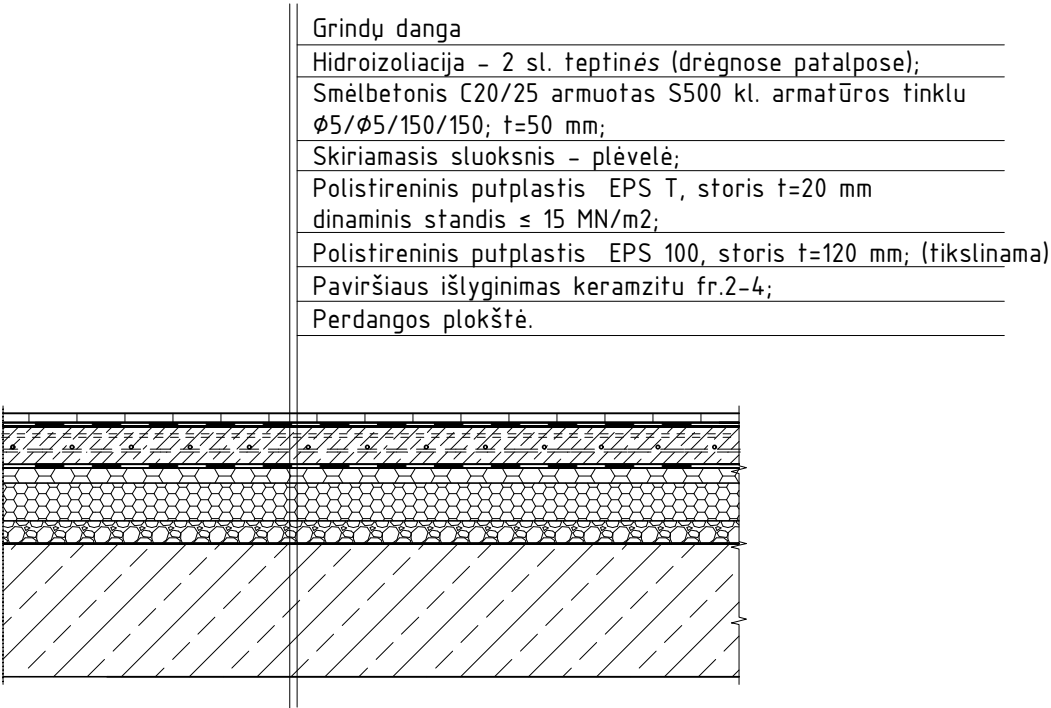 Grindų danga
Hidroizoliacija - 2 sl. teptinės (drėgnose patalpose);
Smėlbetonis C20/25 armuotas S500 kl. armatūros tinklu
Ø5/Ø5/150/150; t=50 mm;
Skiriamasis sluoksnis - plėvelė;
Polistireninis putplastis EPS T, storis t=20 mm
dinaminis standis ≤ 15 MN/m2;
Polistireninis putplastis EPS 100, storis t=120 mm; (tikslinama)
Paviršiaus išlyginimas keramzitu fr.2-4;
Perdangos plokštė.